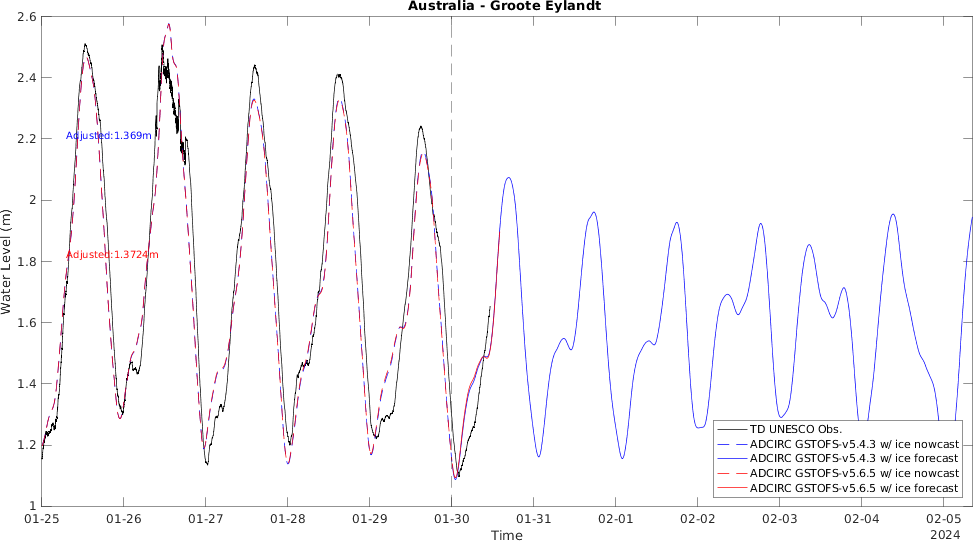 Australia - Groote Eylandt
2.6
2.4
2.2
2
1.8
1.6
1.4
1.2
1
Water Level (m)
Adjusted:1.369m
Adjusted:1.3724m
TD UNESCO Obs.
ADCIRC GSTOFS-v5.4.3 w/ ice nowcast
ADCIRC GSTOFS-v5.4.3 w/ ice forecast
ADCIRC GSTOFS-v5.6.5 w/ ice nowcast
ADCIRC GSTOFS-v5.6.5 w/ ice forecast
01-25 01-26 01-27 01-28 01-29 01-30 01-31 02-01 02-02 02-03 02-04 02-05
Time 2024